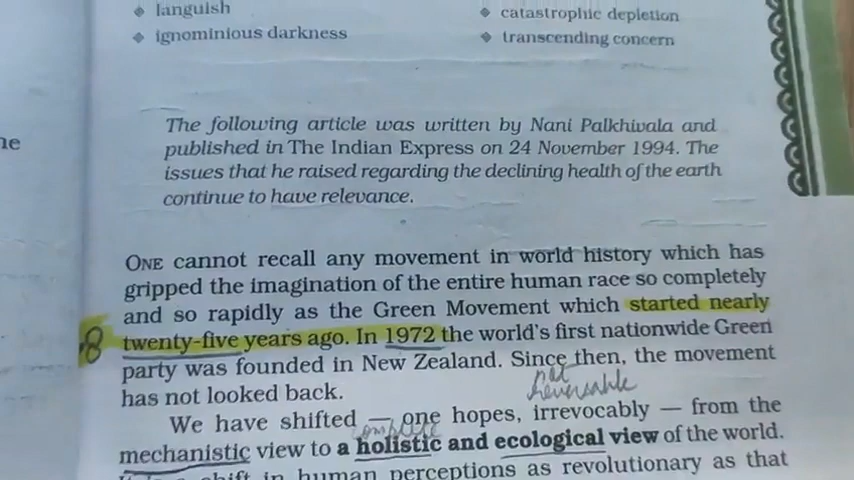 languish
catastrophic depletion
ignominious darkness
transcending concern
The following article was written by Nani Palkhivala and
published in The Indian Express on 24 November 1994. The
issues that he raised regarding the declining health of the earth
continue to have relevance.
ONE cannot recall any movement in world history which has
gripped the imagination of the entire human race so completely
and so rapidly as the Green Movement which started nearly
twenty-five years ago. In 1972 the world's first nationwide Green
party was founded in New Zealand. Since then, the movement
has not looked back.
not
reversable
We have shifted — one hopes, irrevocably — from the
complete
mechanistic view to a holistic and ecological view of the world.
shift in human perceptions as revolutionary as that